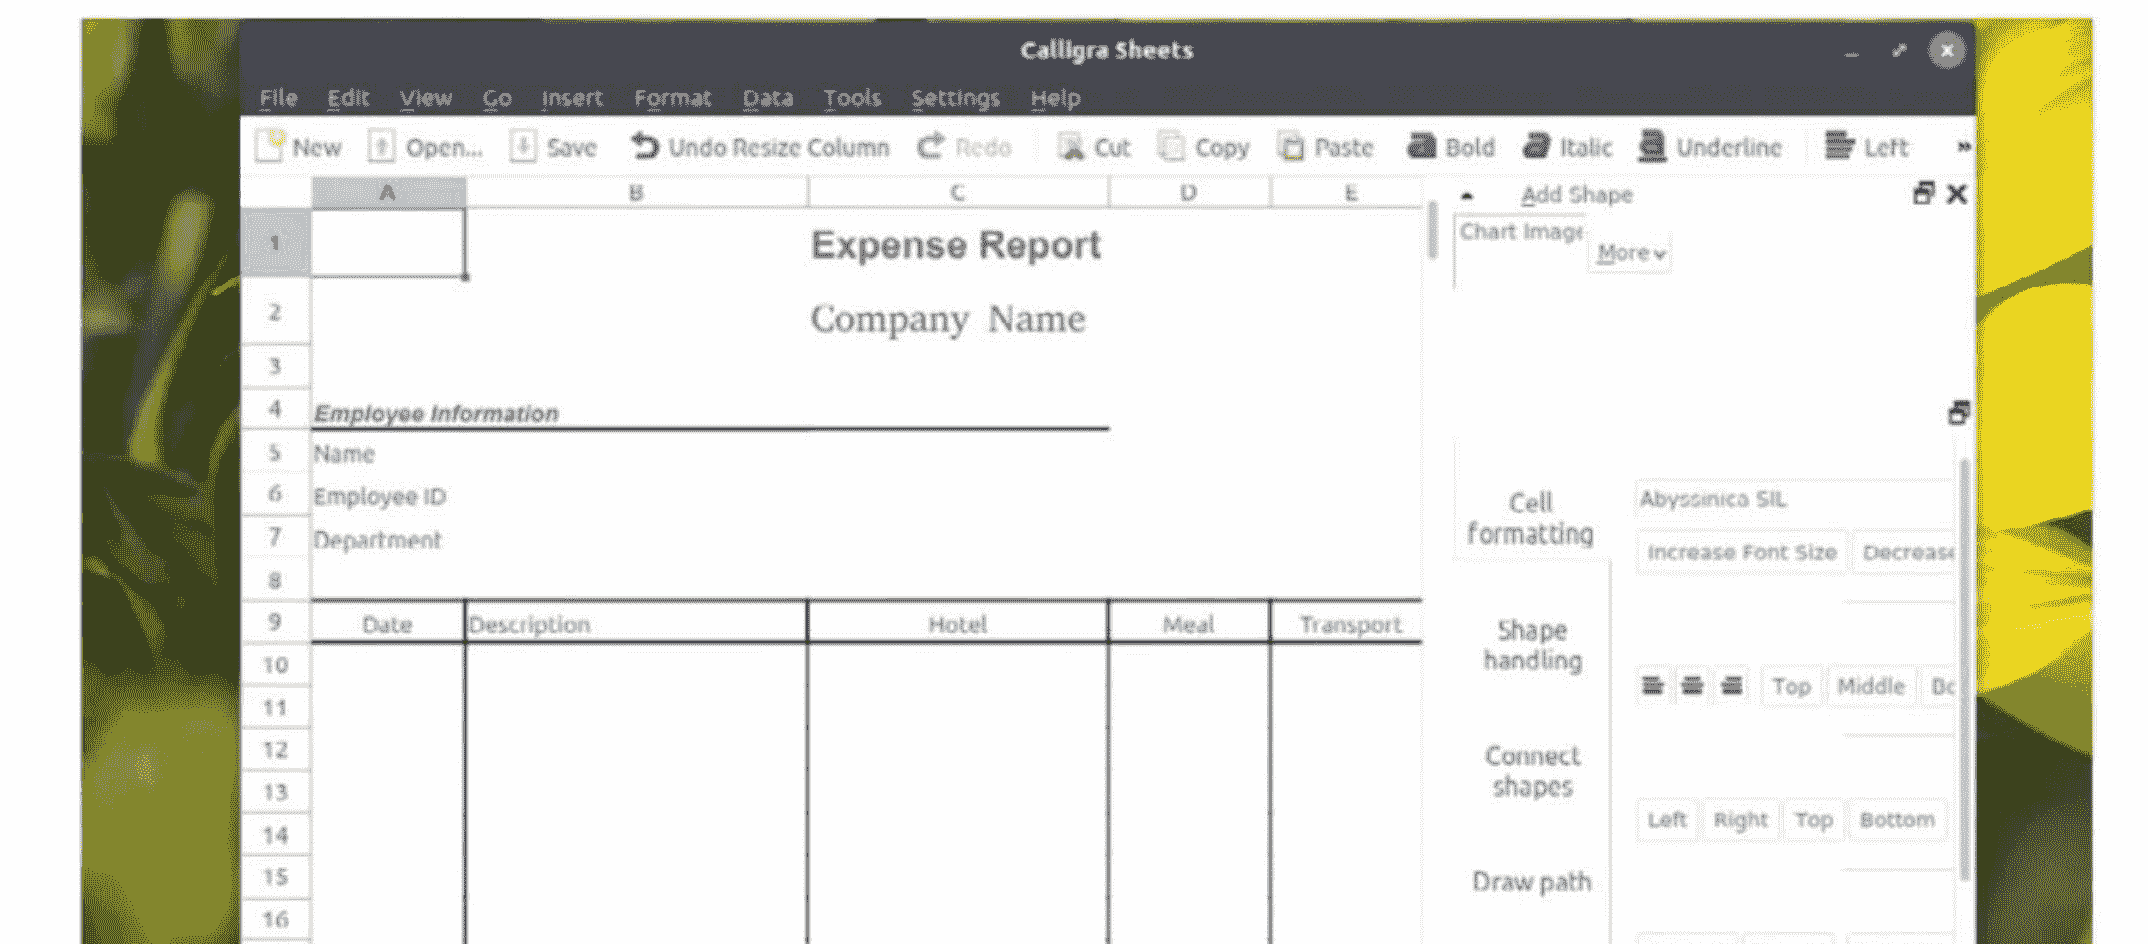 Calligra Sheets
File Edit View Go Insert Format Data Tools Settings Help
New Open... Save Undo Resize Column Redo Cut Copy Paste Bold Italic Underline Left »
A B C D E
Add Shape
1 Expense Report
Chart Image
More
2 Company Name
3
4 Employee Information
5 Name
6 Employee ID
7 Department
8
9 Date Description Hotel Meal Transport
10
11
12
13
14
15
16
Cell
formatting
Shape
handling
Connect
shapes
Draw path
Abyssinica SIL
Increase Font Size Decrease
Top Middle Bo
Left Right Top Bottom